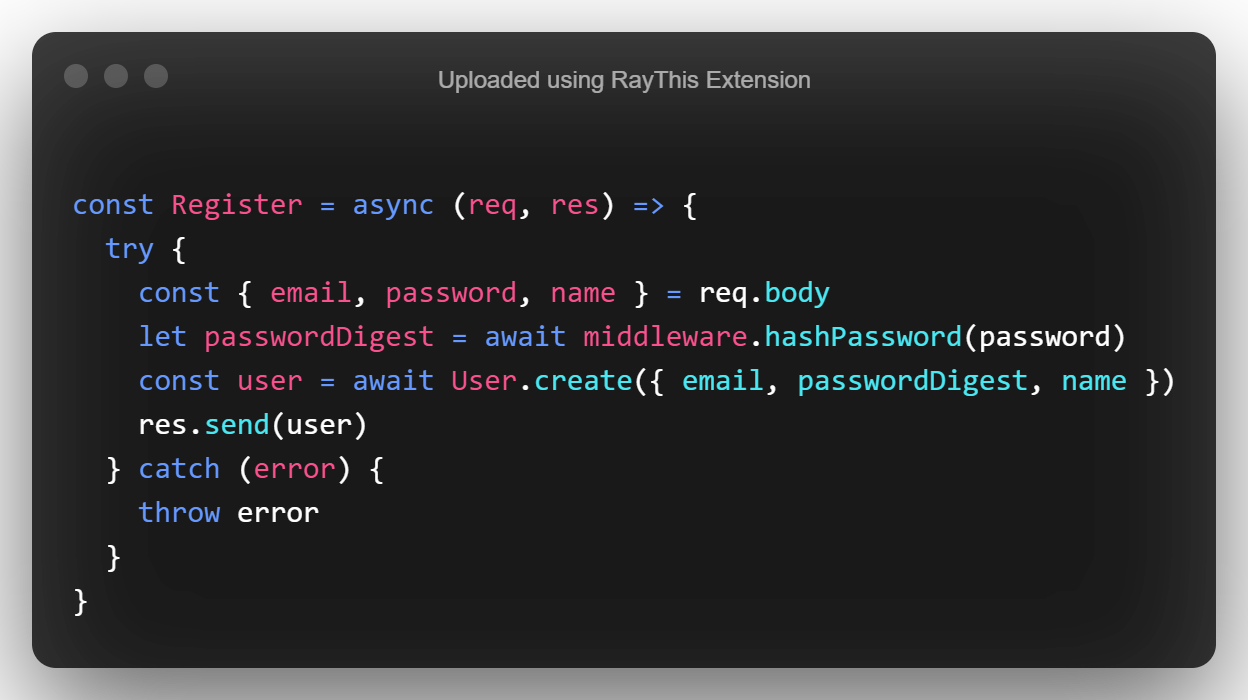 Uploaded using RayThis Extension
const Register = async (req, res) => {
  try {
    const { email, password, name } = req.body
    let passwordDigest = await middleware.hashPassword(password)
    const user = await User.create({ email, passwordDigest, name })
    res.send(user)
  } catch (error) {
    throw error
  }
}